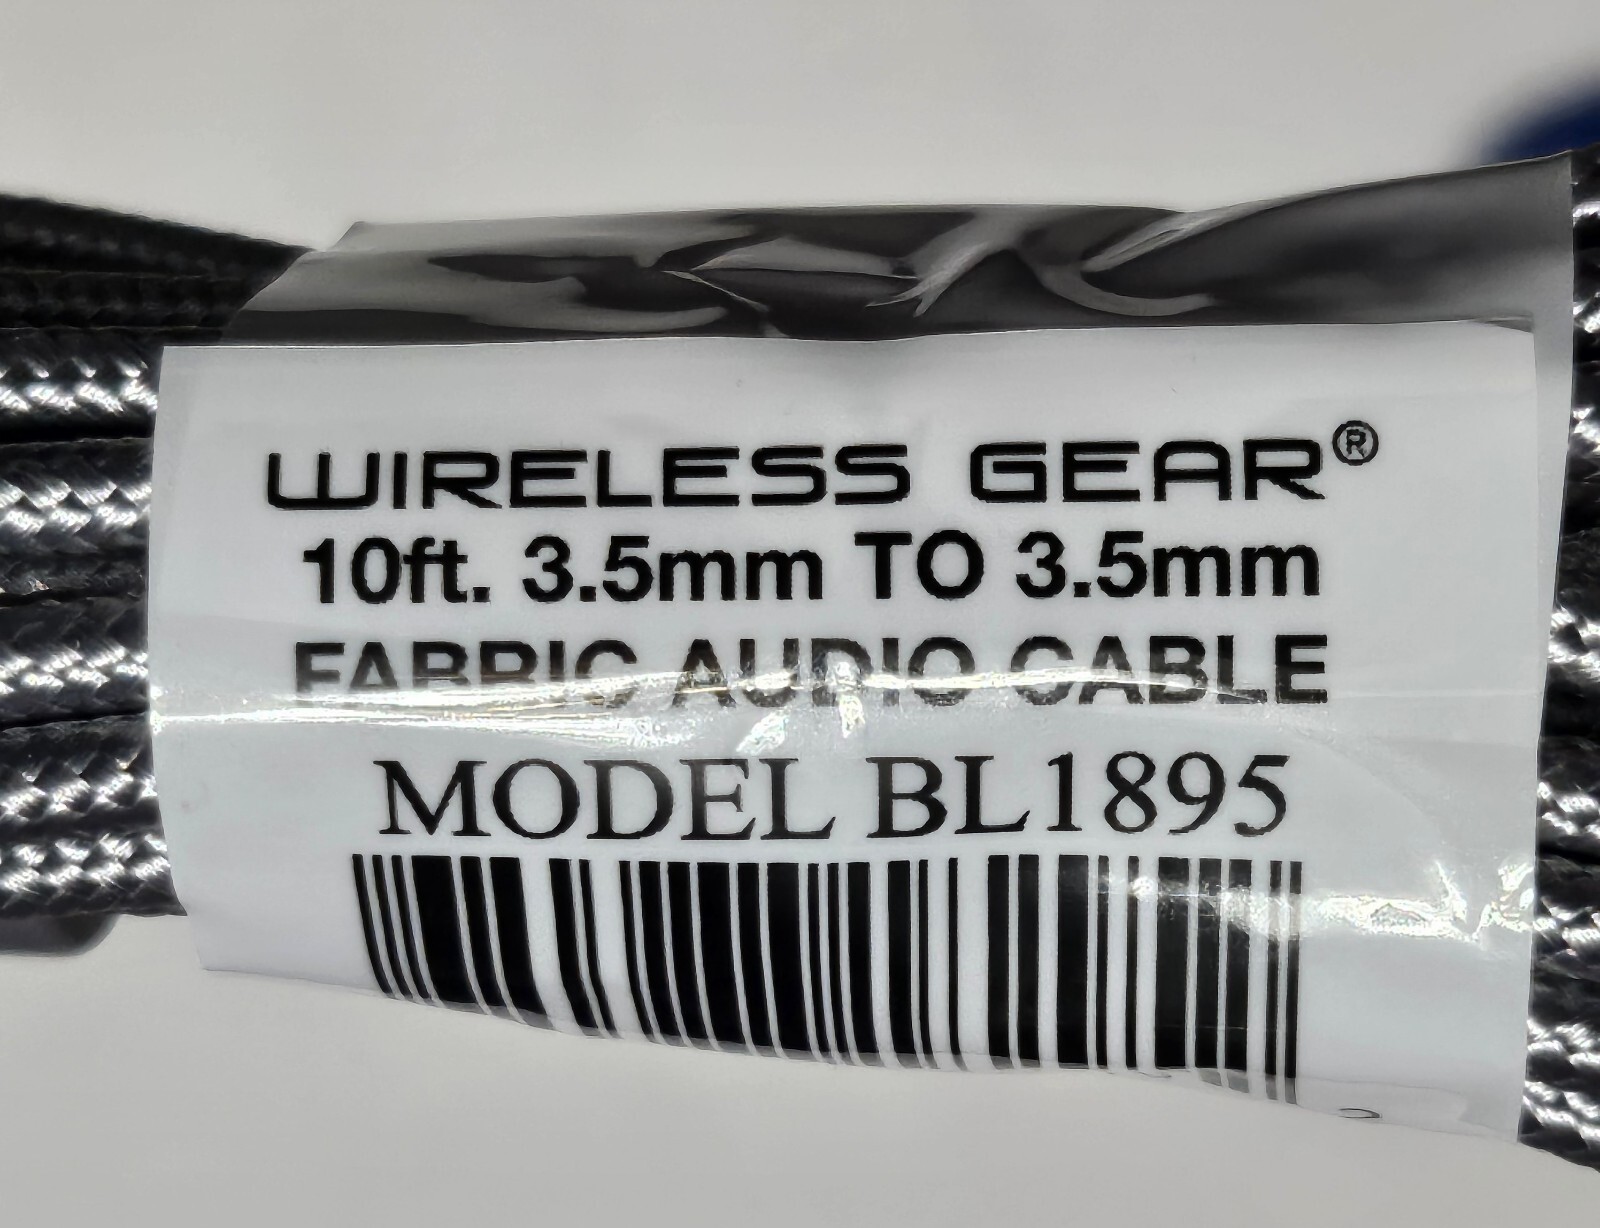 WIRELESS GEAR®
10ft. 3.5mm TO 3.5mm
FABRIC AUDIO CABLE
MODEL BL1895